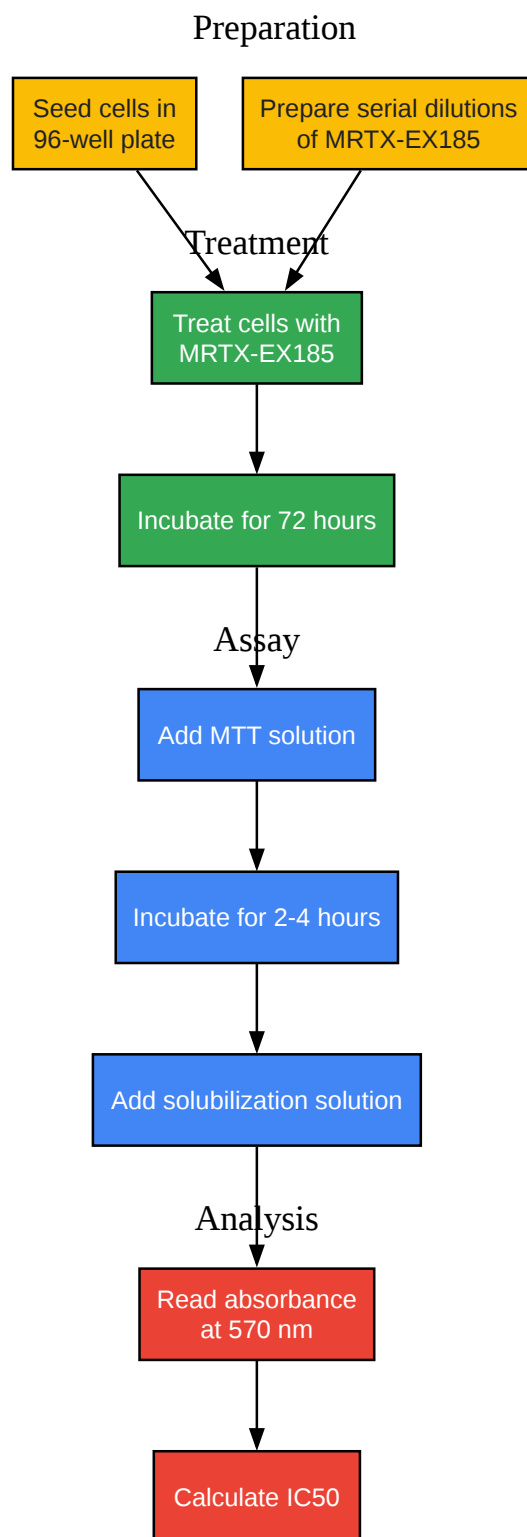 Preparation
Seed cells in
96-well plate
Prepare serial dilutions
of MRTX-EX185
Treatment
Treat cells with
MRTX-EX185
Incubate for 72 hours
Assay
Add MTT solution
Incubate for 2-4 hours
Add solubilization solution
Analysis
Read absorbance
at 570 nm
Calculate IC50